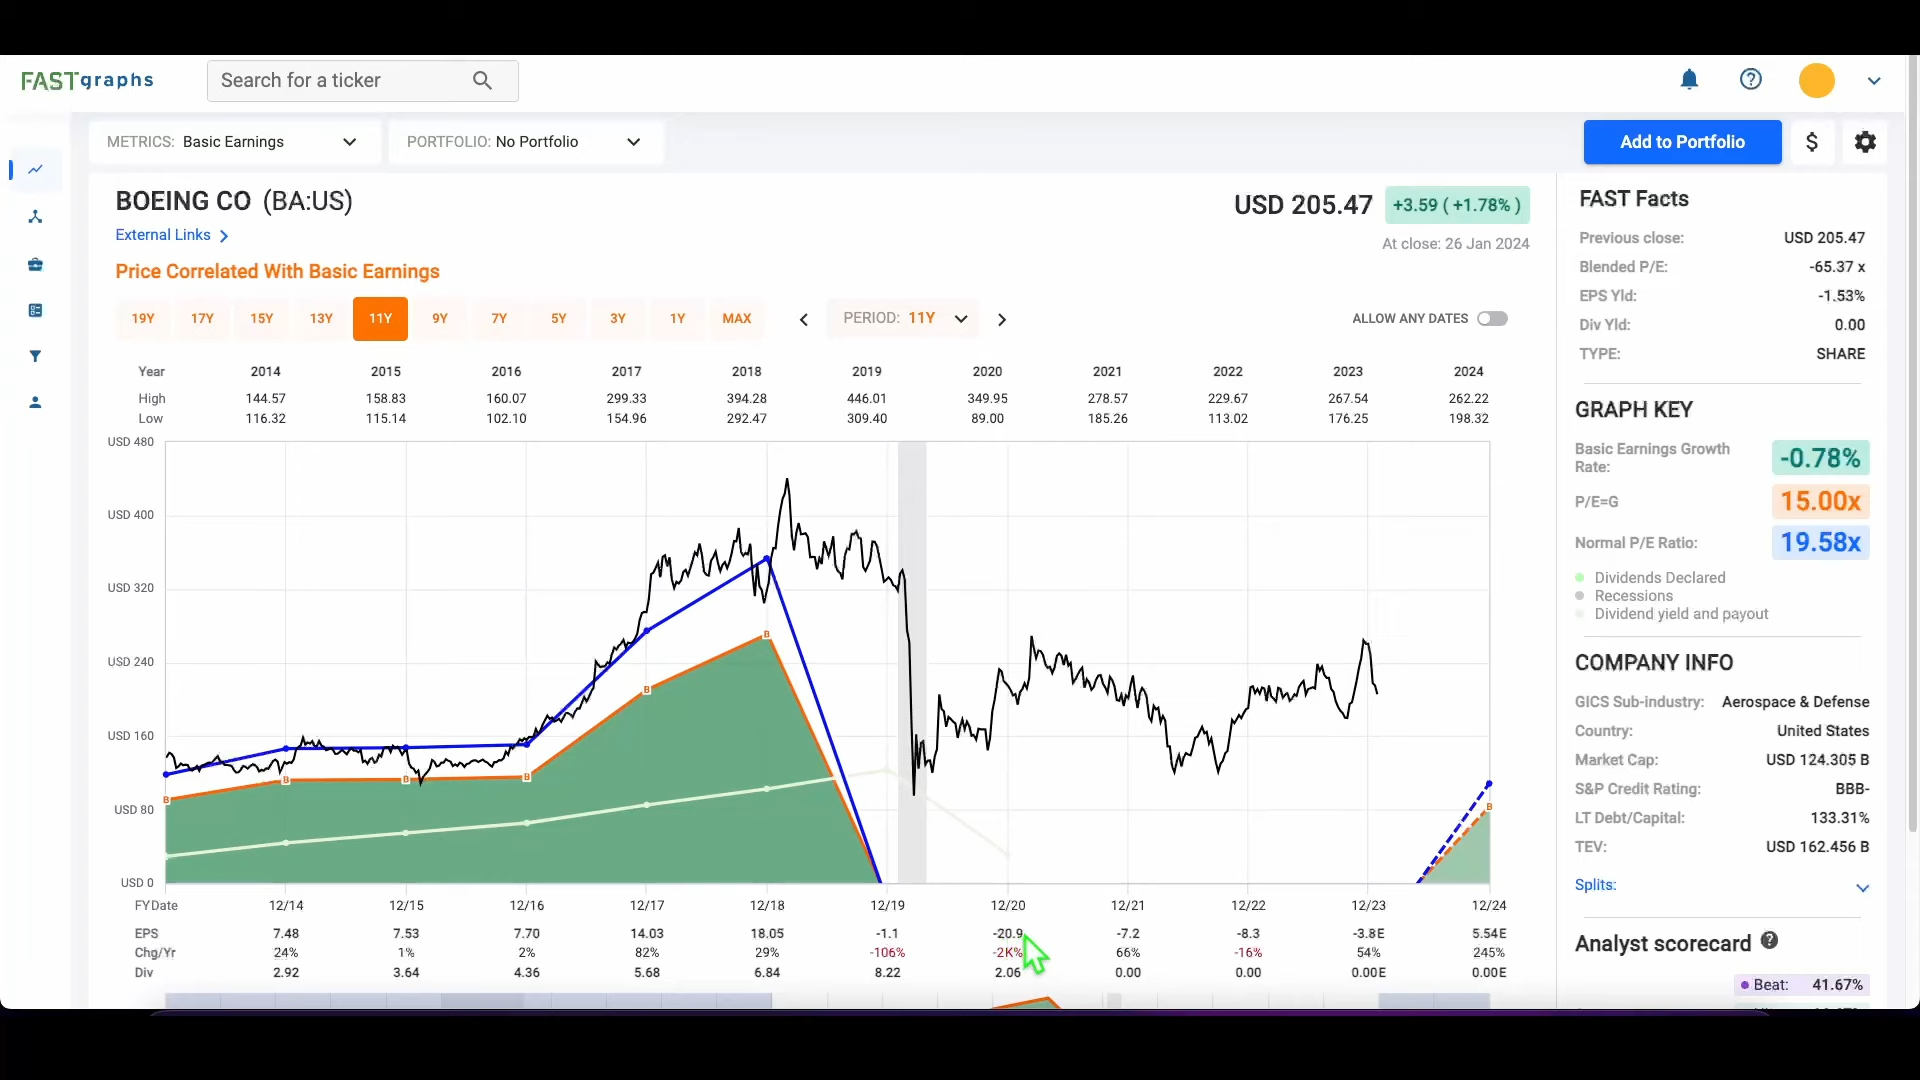 FASTgraphs
Search for a ticker
METRICS: Basic Earnings
PORTFOLIO: No Portfolio
Add to Portfolio
$
BOEING CO (BA:US)
USD 205.47 +3.59 ( +1.78% )
External Links
At close: 26 Jan 2024
Price Correlated With Basic Earnings
19Y 17Y 15Y 13Y 11Y 9Y 7Y 5Y 3Y 1Y MAX
PERIOD: 11Y
ALLOW ANY DATES
Year 2014 2015 2016 2017 2018 2019 2020 2021 2022 2023 2024
High 144.57 158.83 160.07 299.33 394.28 446.01 349.95 278.57 229.67 267.54 262.22
Low 116.32 115.14 102.10 154.96 292.47 309.40 89.00 185.26 113.02 176.25 198.32
USD 480
USD 400
USD 320
USD 240
USD 160
USD 80
USD 0
B B B B B B B
FYDate 12/14 12/15 12/16 12/17 12/18 12/19 12/20 12/21 12/22 12/23 12/24
EPS 7.48 7.53 7.70 14.03 18.05 -1.1 -20.9 -7.2 -8.3 -3.8E 5.54E
Chg/Yr 24% 1% 2% 82% 29% -106% -2K% 66% -16% 54% 245%
Div 2.92 3.64 4.36 5.68 6.84 8.22 2.06 0.00 0.00 0.00E 0.00E
FAST Facts
Previous close: USD 205.47
Blended P/E: -65.37 x
EPS Yld: -1.53%
Div Yld: 0.00
TYPE: SHARE
GRAPH KEY
Basic Earnings Growth
Rate:
-0.78%
P/E=G 15.00x
Normal P/E Ratio: 19.58x
Dividends Declared
Recessions
Dividend yield and payout
COMPANY INFO
GICS Sub-industry: Aerospace & Defense
Country: United States
Market Cap: USD 124.305 B
S&P Credit Rating: BBB-
LT Debt/Capital: 133.31%
TEV: USD 162.456 B
Splits:
Analyst scorecard ?
Beat: 41.67%